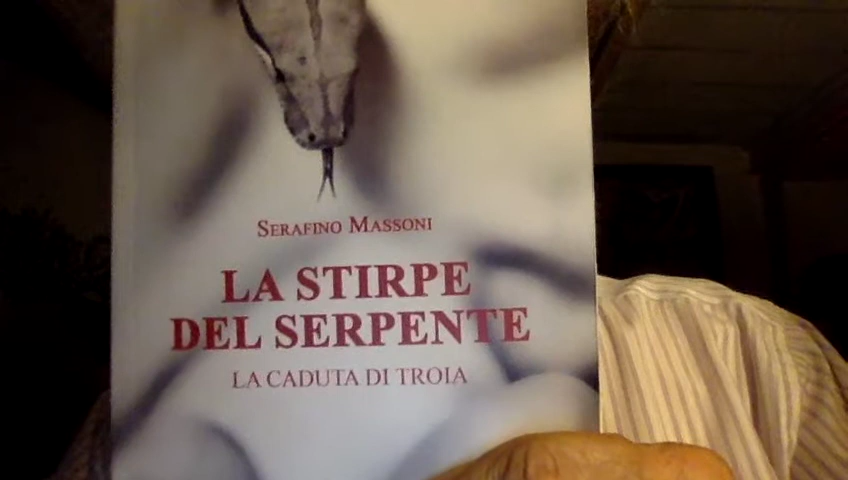 SERAFINO MASSONI
LA STIRPE
DEL SERPENTE
LA CADUTA DI TROIA